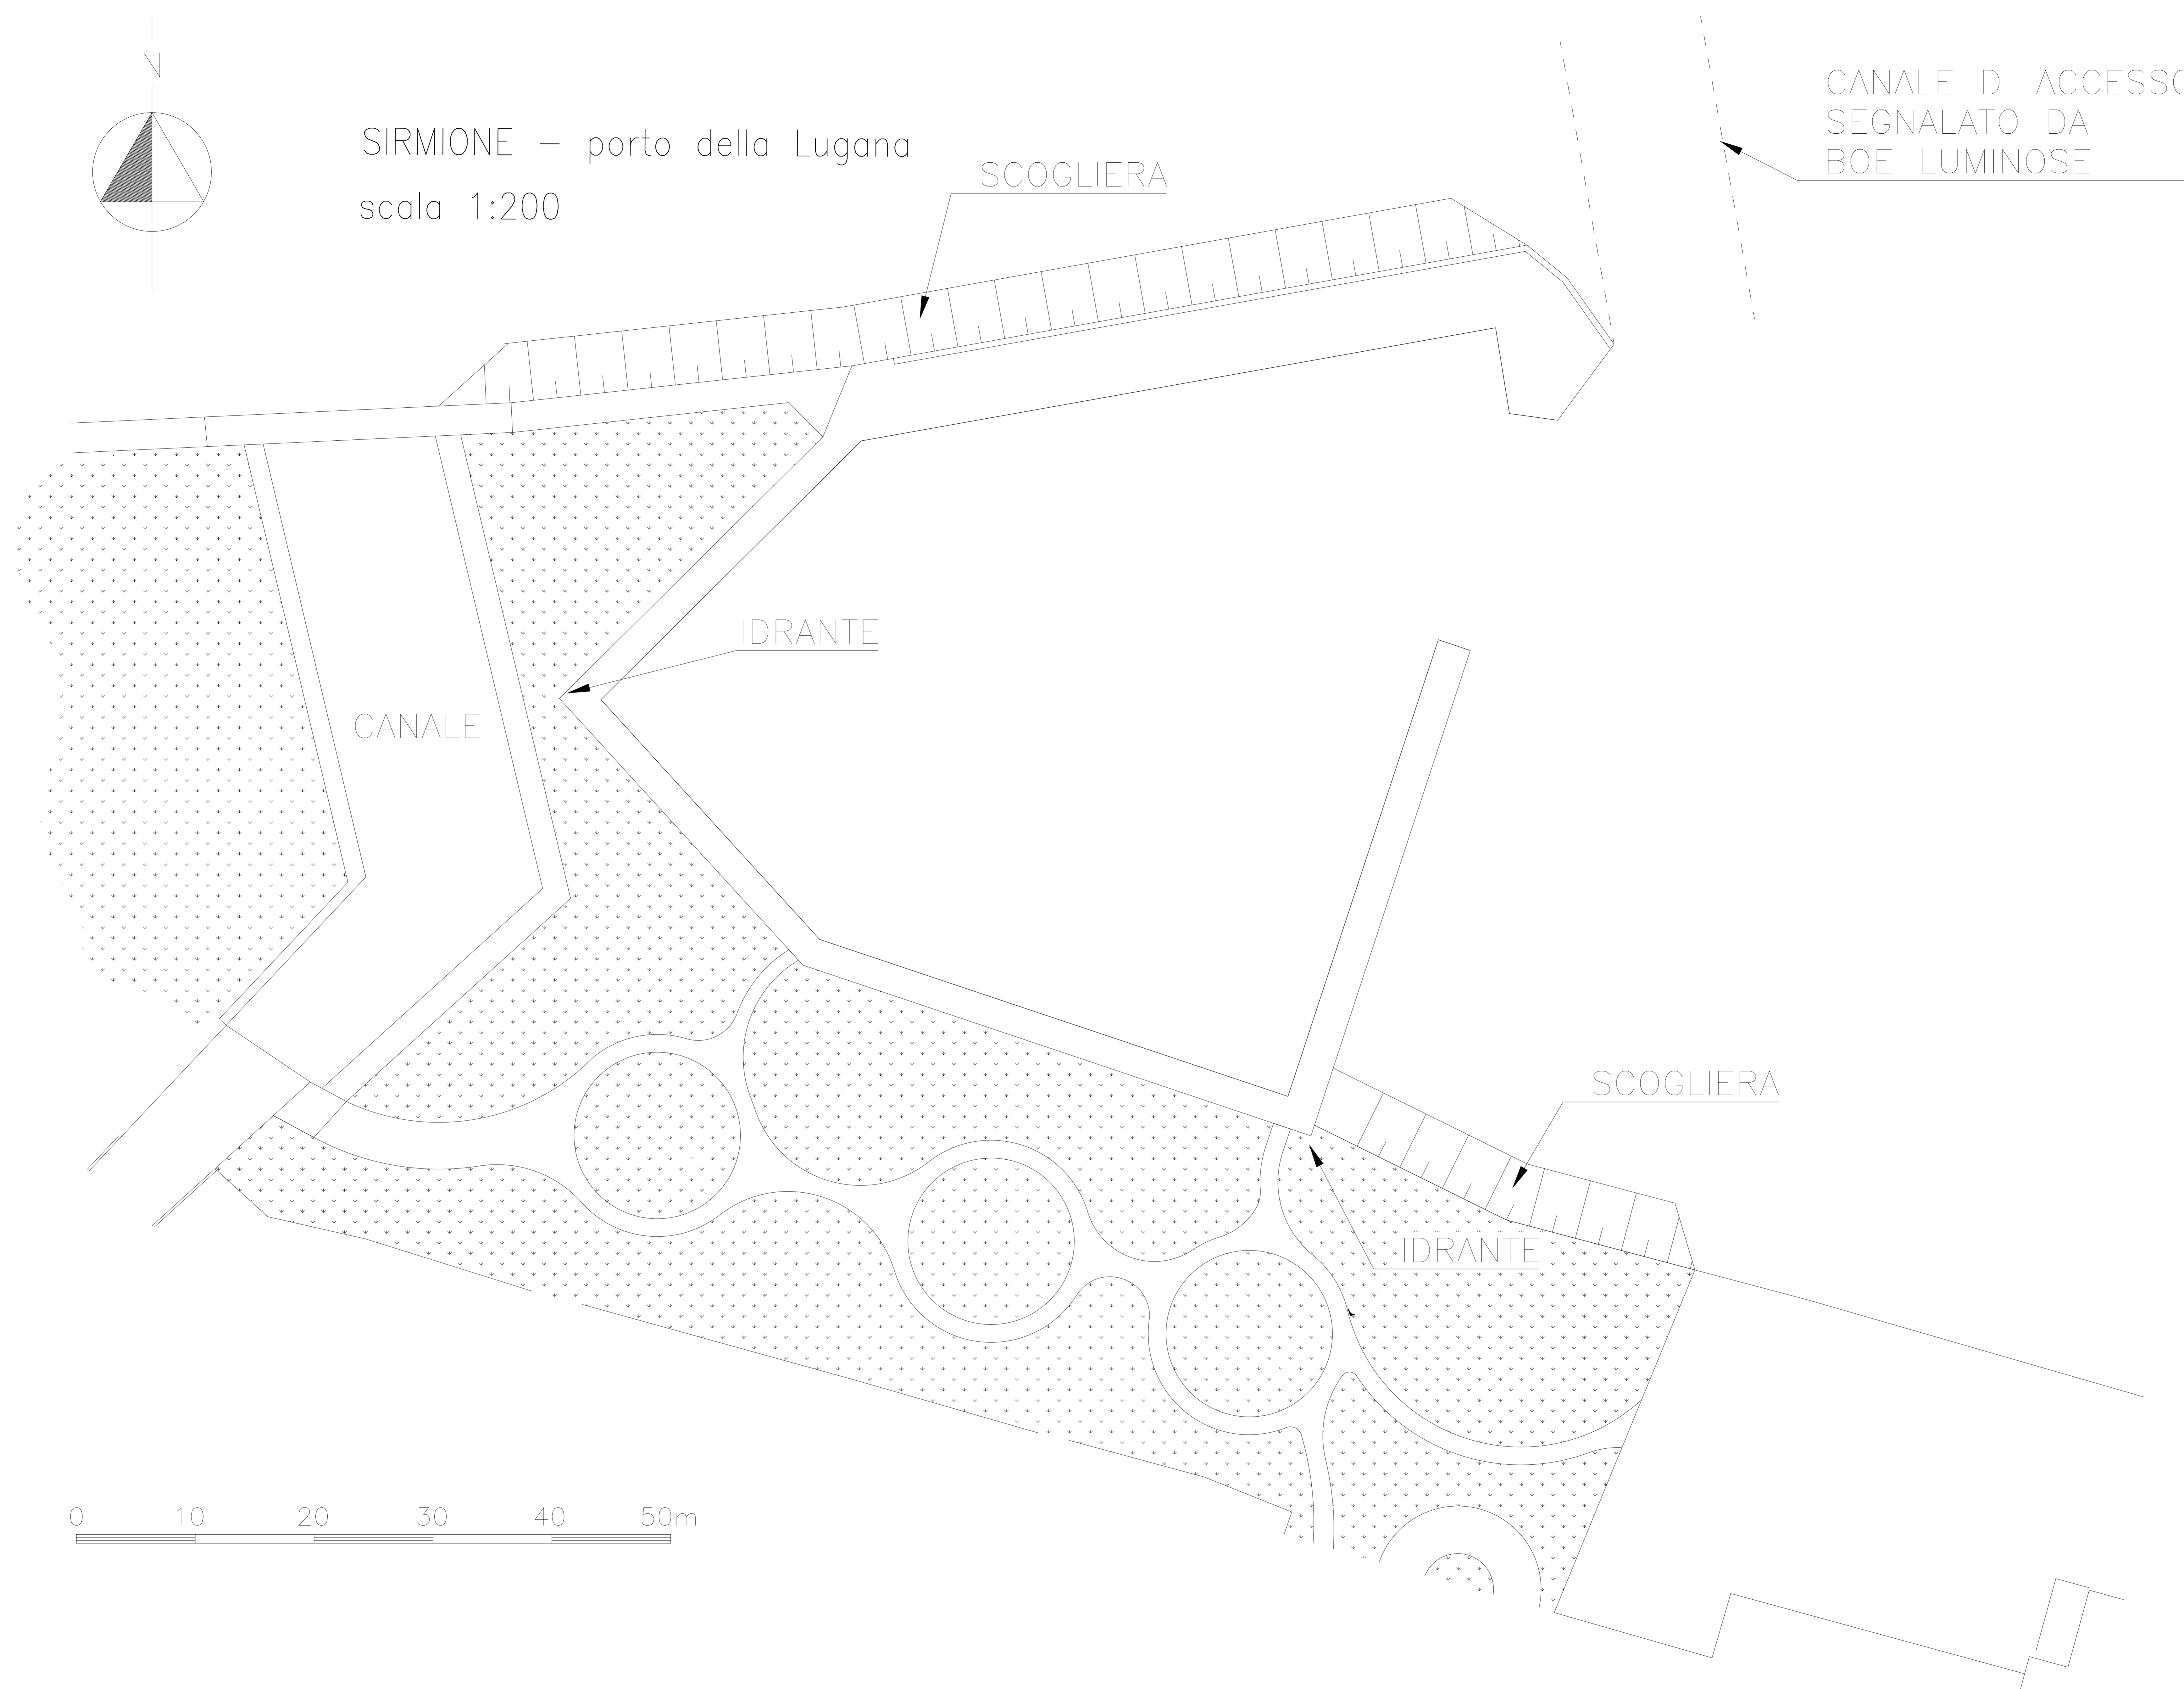 N
SIRMIONE – porto della Lugana
scala 1:200
SCOGLIERA
CANALE DI ACCESSO
SEGNALATO DA
BOE LUMINOSE
IDRANTE
CANALE
SCOGLIERA
IDRANTE
0 10 20 30 40 50m